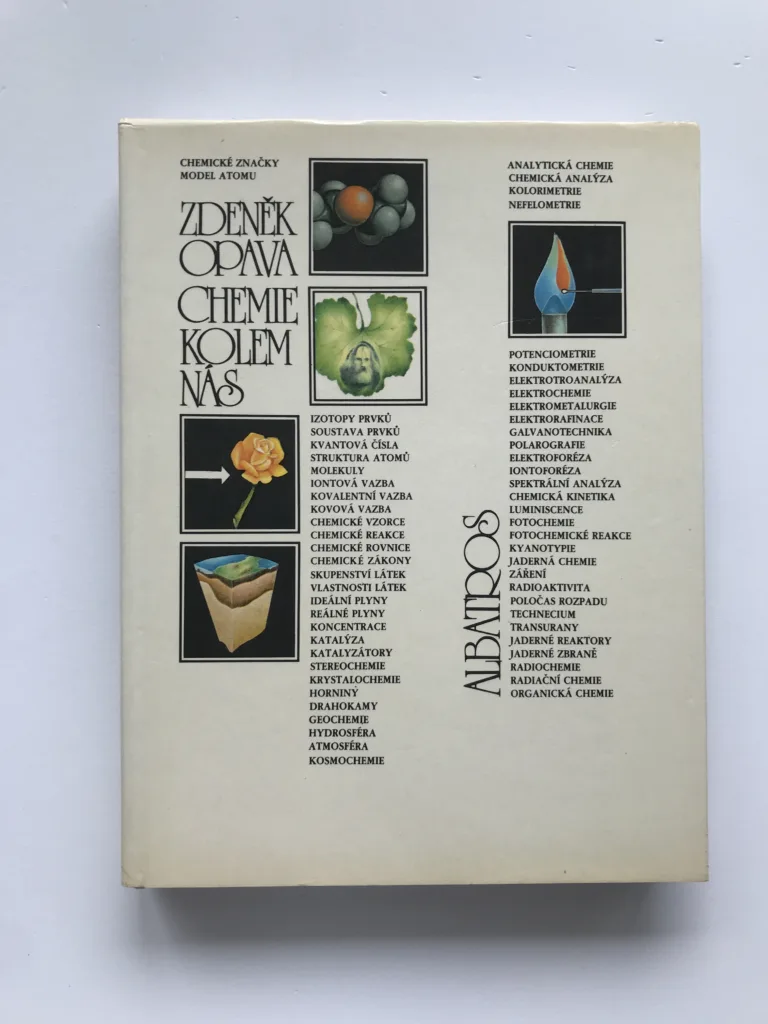 CHEMICKÉ ZNAČKY
MODEL ATOMU
ZDENĚK
OPAVA
CHEMIE
KOLEM
NÁS
IZOTOPY PRVKŮ
SOUSTAVA PRVKŮ
KVANTOVÁ ČÍSLA
STRUKTURA ATOMŮ
MOLEKULY
IONTOVÁ VAZBA
KOVALENTNÍ VAZBA
KOVOVÁ VAZBA
CHEMICKÉ VZORCE
CHEMICKÉ REAKCE
CHEMICKÉ ROVNICE
CHEMICKÉ ZÁKONY
SKUPENSTVÍ LÁTEK
VLASTNOSTI LÁTEK
IDEÁLNÍ PLYNY
REÁLNÉ PLYNY
KONCENTRACE
KATALÝZA
KATALYZÁTORY
STEREOCHEMIE
KRYSTALOCHEMIE
HORNINÝ
DRAHOKAMY
GEOCHEMIE
HYDROSFÉRA
ATMOSFÉRA
KOSMOCHEMIE
ALBATROS
ANALYTICKÁ CHEMIE
CHEMICKÁ ANALÝZA
KOLORIMETRIE
NEFELOMETRIE
POTENCIOMETRIE
KONDUKTOMETRIE
ELEKTROTROANALÝZA
ELEKTROCHEMIE
ELEKTROMETALURGIE
ELEKTRORAFINACE
GALVANOTECHNIKA
POLAROGRAFIE
ELEKTROFORÉZA
IONTOFORÉZA
SPEKTRÁLNÍ ANALÝZA
CHEMICKÁ KINETIKA
LUMINISCENCE
FOTOCHEMIE
FOTOCHEMICKÉ REAKCE
KYANOTYPIE
JADERNÁ CHEMIE
ZÁŘENÍ
RADIOAKTIVITA
POLOČAS ROZPADU
TECHNECIUM
TRANSURANY
JADERNÉ REAKTORY
JADERNÉ ZBRANĚ
RADIOCHEMIE
RADIAČNÍ CHEMIE
ORGANICKÁ CHEMIE